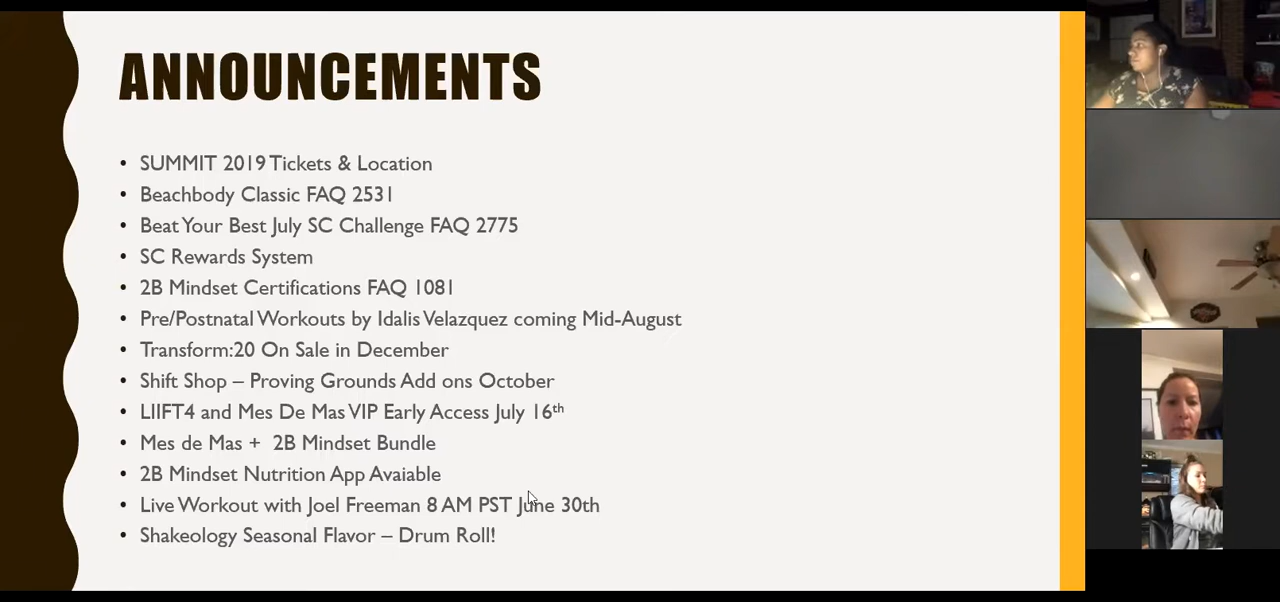 ANNOUNCEMENTS
• SUMMIT 2019 Tickets & Location
• Beachbody Classic FAQ 2531
• Beat Your Best July SC Challenge FAQ 2775
• SC Rewards System
• 2B Mindset Certifications FAQ 1081
• Pre/Postnatal Workouts by Idalis Velazquez coming Mid-August
• Transform:20 On Sale in December
• Shift Shop – Proving Grounds Add ons October
• LIIFT4 and Mes De Mas VIP Early Access July 16th
• Mes de Mas + 2B Mindset Bundle
• 2B Mindset Nutrition App Avaiable
• Live Workout with Joel Freeman 8 AM PST June 30th
• Shakeology Seasonal Flavor – Drum Roll!